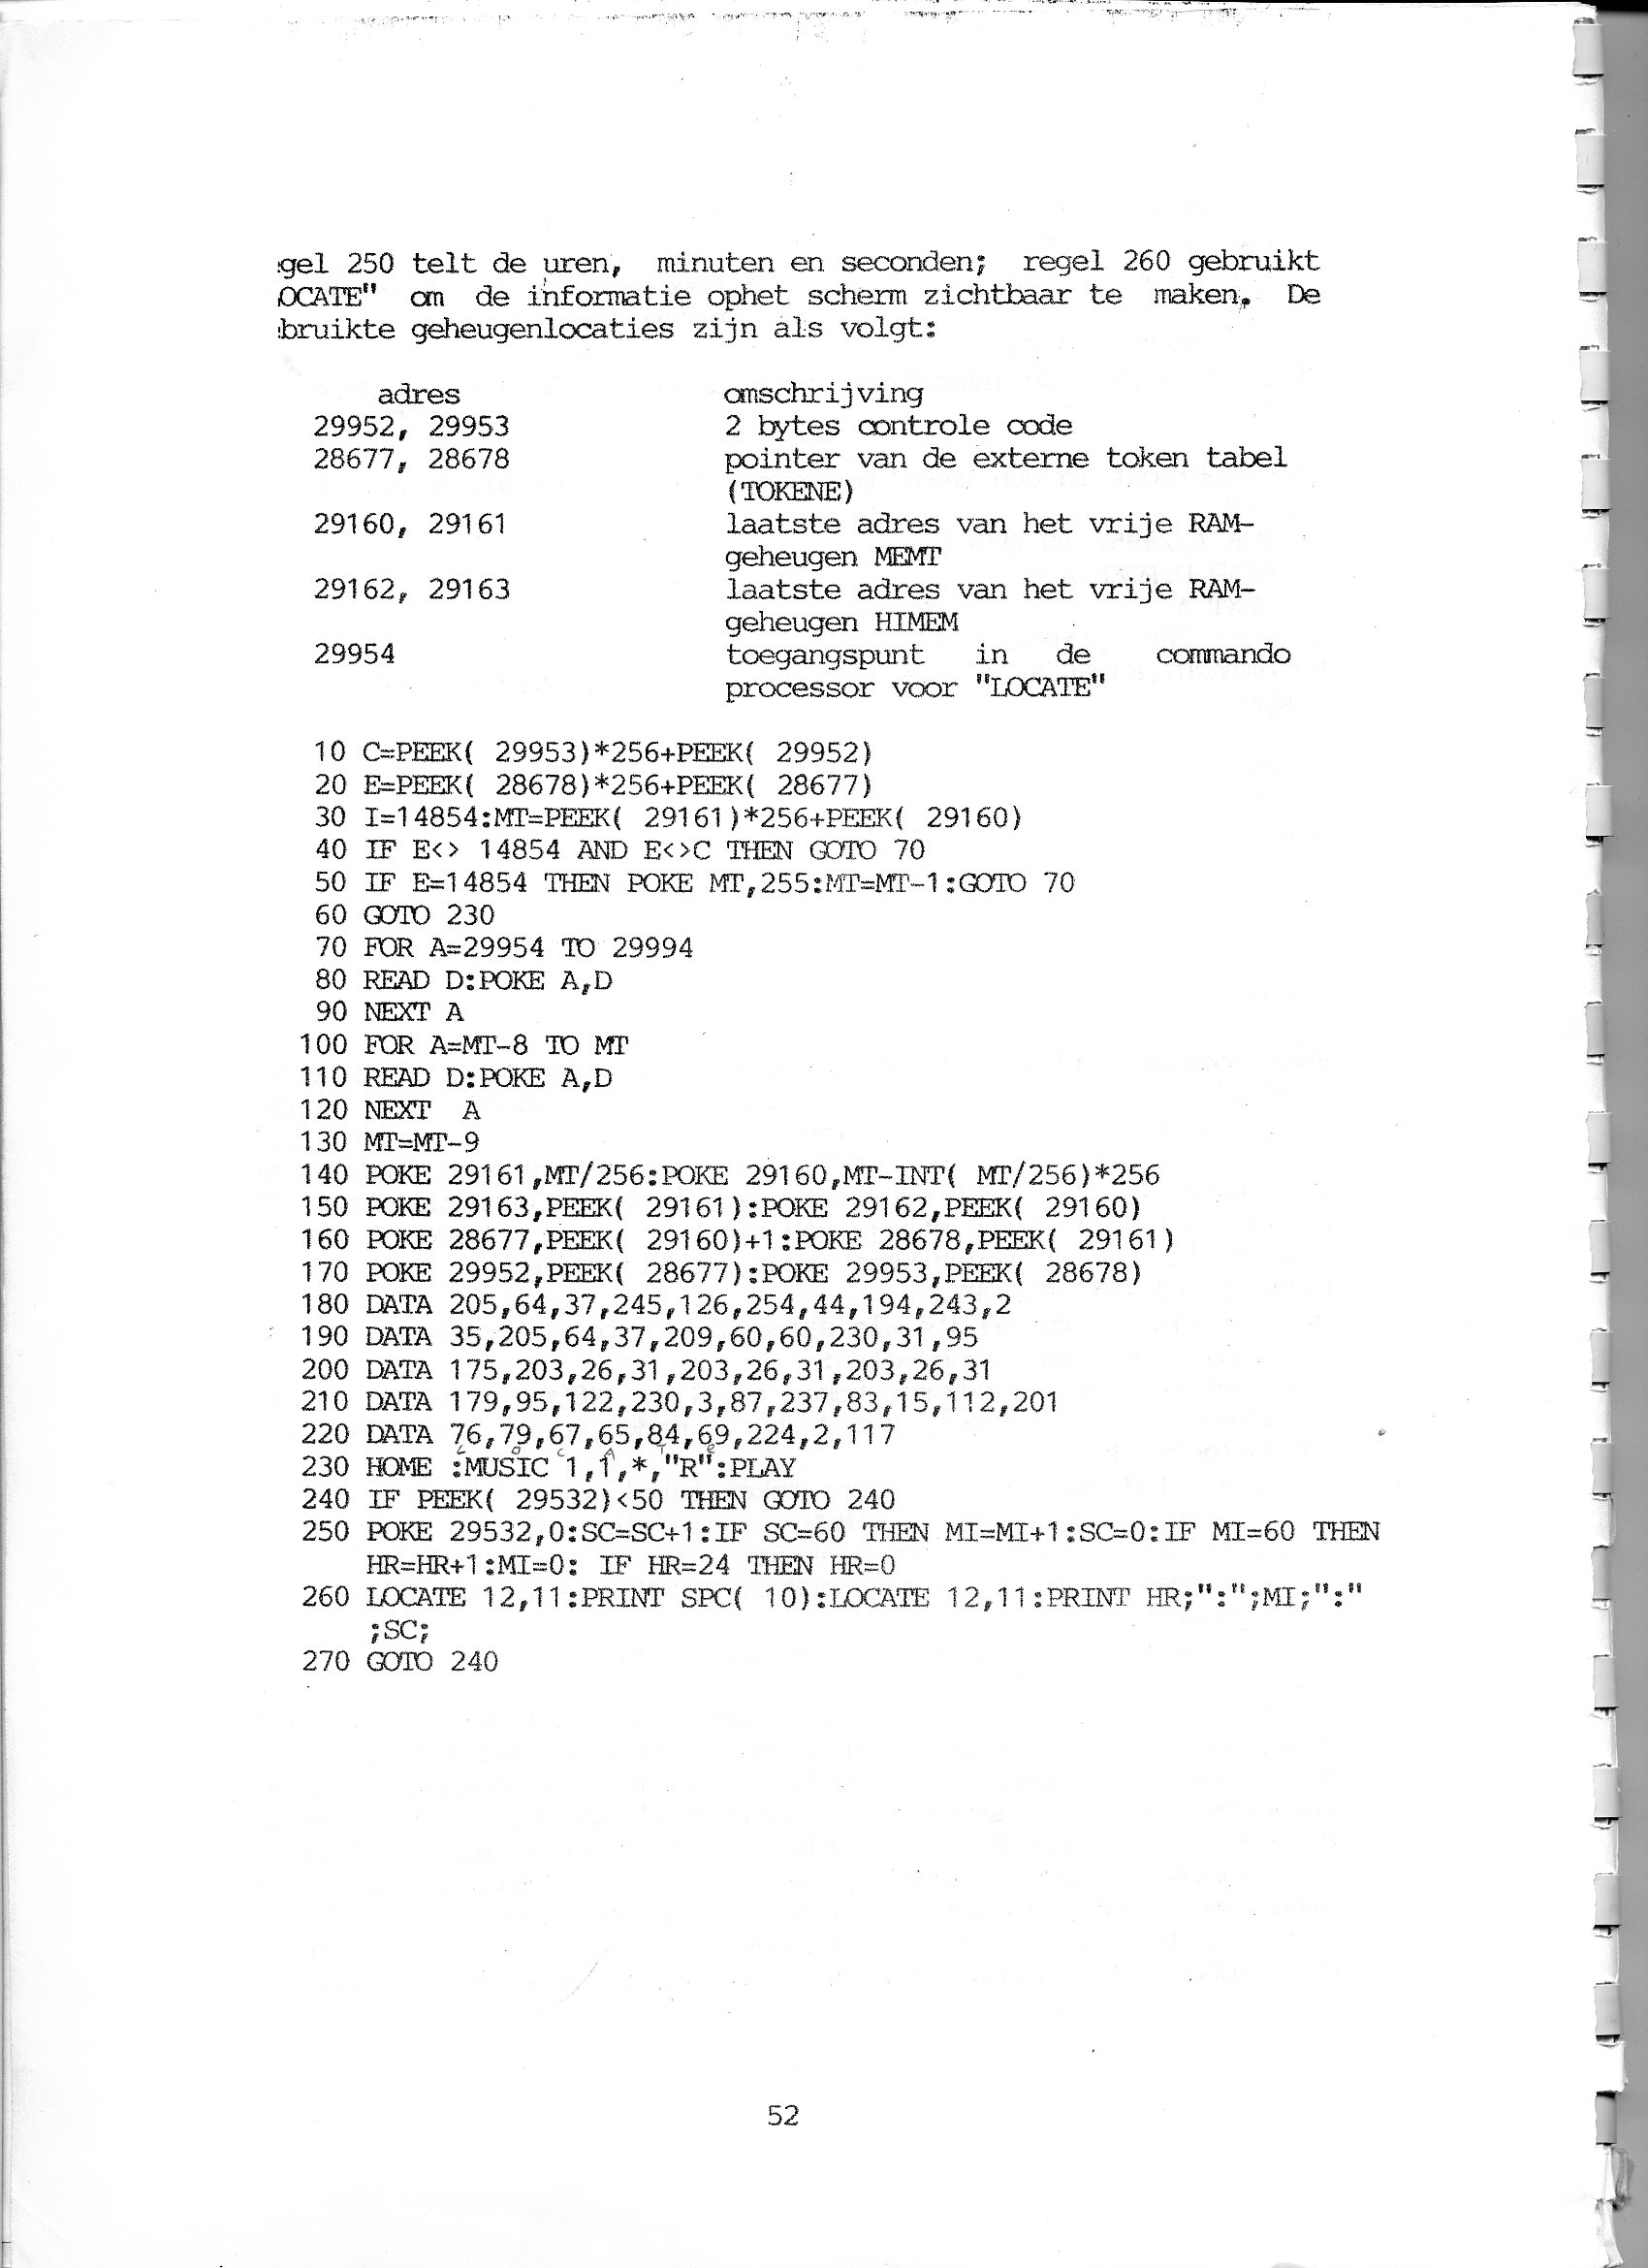 gel 250 telt de uren, minuten en seconden; regel 260 gebruikt
OCATE" om de informatie ophet scherm zichtbaar te maken. De
bruikte geheugenlocaties zijn als volgt:
adres omschrijving
29952, 29953 2 bytes controle code
28677, 28678 pointer van de externe token tabel
(TOKENE)
29160, 29161 laatste adres van het vrije RAM-
geheugen MEMT
29162, 29163 laatste adres van het vrije RAM-
geheugen HIMEM
29954 toegangspunt in de commando
processor voor "LOCATE"
10 C=PEEK( 29953)*256+PEEK( 29952)
20 E=PEEK( 28678)*256+PEEK( 28677)
30 I=14854:MT=PEEK( 29161)*256+PEEK( 29160)
40 IF E<> 14854 AND E<>C THEN GOTO 70
50 IF E=14854 THEN POKE MT,255:MT=MT-1:GOTO 70
60 GOTO 230
70 FOR A=29954 TO 29994
80 READ D:POKE A,D
90 NEXT A
100 FOR A=MT-8 TO MT
110 READ D:POKE A,D
120 NEXT A
130 MT=MT-9
140 POKE 29161,MT/256:POKE 29160,MT-INT( MT/256)*256
150 POKE 29163,PEEK( 29161):POKE 29162,PEEK( 29160)
160 POKE 28677,PEEK( 29160)+1:POKE 28678,PEEK( 29161)
170 POKE 29952,PEEK( 28677):POKE 29953,PEEK( 28678)
180 DATA 205,64,37,245,126,254,44,194,243,2
190 DATA 35,205,64,37,209,60,60,230,31,95
200 DATA 175,203,26,31,203,26,31,203,26,31
210 DATA 179,95,122,230,3,87,237,83,15,112,201
220 DATA 76,79,67,65,84,69,224,2,117
L O C A T e
230 HOME :MUSIC 1,1,*,"R":PLAY
240 IF PEEK( 29532)<50 THEN GOTO 240
250 POKE 29532,0:SC=SC+1:IF SC=60 THEN MI=MI+1:SC=0:IF MI=60 THEN
HR=HR+1:MI=0: IF HR=24 THEN HR=0
260 LOCATE 12,11:PRINT SPC( 10):LOCATE 12,11:PRINT HR;":";MI;":"
;SC;
270 GOTO 240
52